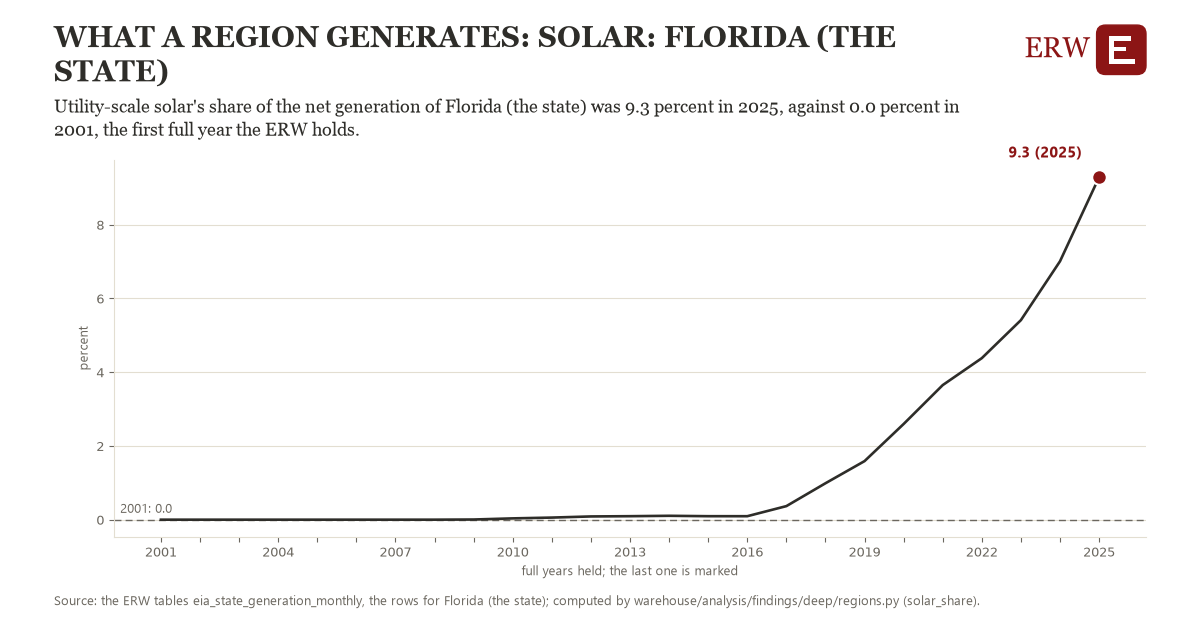 WHAT A REGION GENERATES: SOLAR: FLORIDA (THE
STATE)
ERW E
Utility-scale solar's share of the net generation of Florida (the state) was 9.3 percent in 2025, against 0.0 percent in
2001, the first full year the ERW holds.
9.3 (2025)
8
6
percent
4
2
2001: 0.0
0
2001 2004 2007 2010 2013 2016 2019 2022 2025
full years held; the last one is marked
Source: the ERW tables eia_state_generation_monthly, the rows for Florida (the state); computed by warehouse/analysis/findings/deep/regions.py (solar_share).